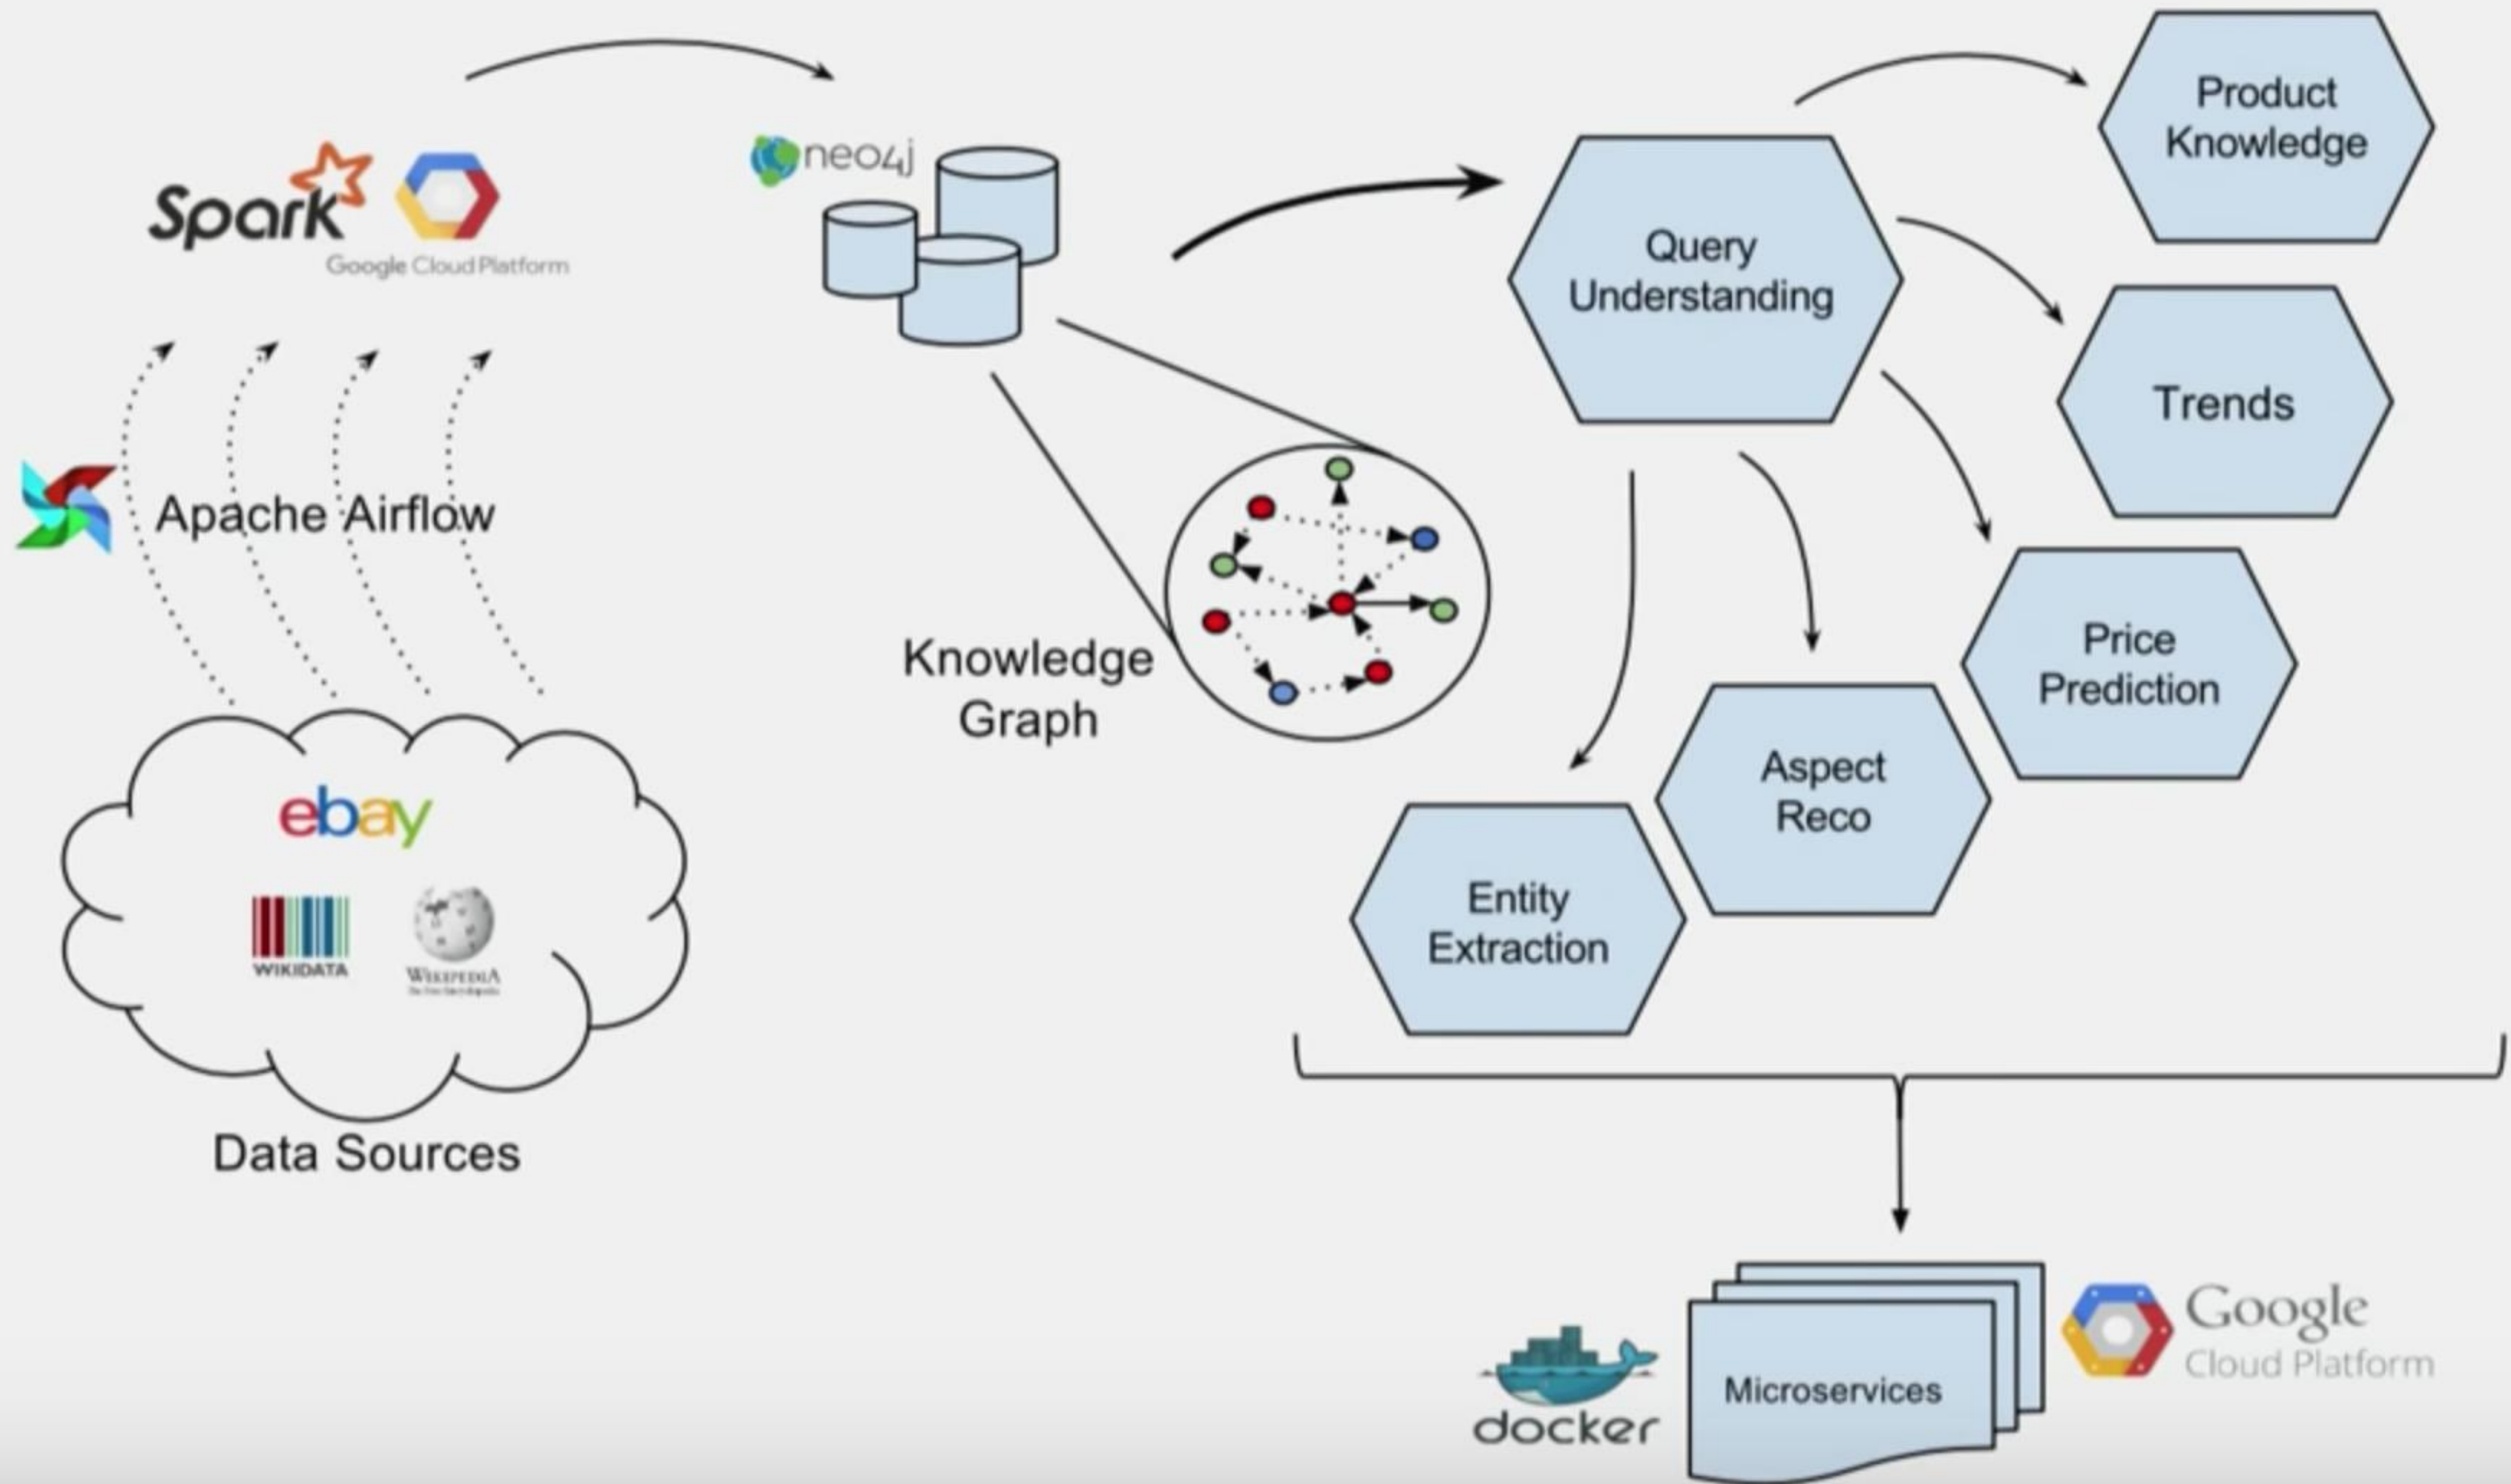 Spark
Google Cloud Platform
neo4j
Query
Understanding
Product
Knowledge
Trends
Price
Prediction
Aspect
Reco
Entity
Extraction
Apache Airflow
Knowledge
Graph
ebay
WIKIDATA
WIKIPEDIA
Data Sources
docker
Microservices
Google
Cloud Platform